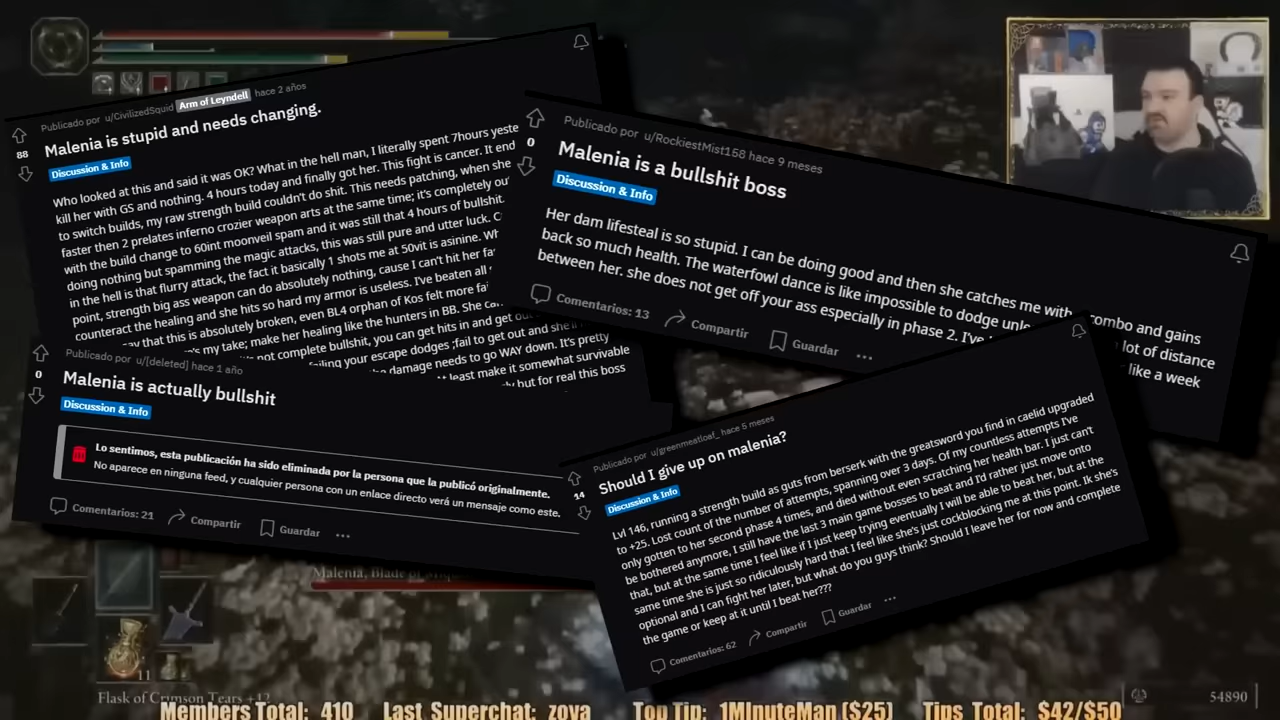 Publicado por u/CivilizedSquid Arm of Leyndell hace 2 años
88
Malenia is stupid and needs changing.
Discussion & Info
Who looked at this and said it was OK? What in the hell man, I literally spent 7hours yeste
kill her with GS and nothing. 4 hours today and finally got her. This fight is cancer. It end
to switch builds, my raw strength build couldn't do shit. This needs patching, when she
faster then 2 prelates inferno crozier weapon arts at the same time; it's completely ou
with the build change to 60int moonveil spam and it was still that 4 hours of bullshit.
doing nothing but spamming the magic attacks, this was still pure and utter luck.
in the hell is that flurry attack, the fact it basically 1 shots me at 50vit is asinine. Wh
point, strength big ass weapon can do absolutely nothing, cause I can't hit her fa
counteract the healing and she hits so hard my armor is useless. I've beaten all
say that this is absolutely broken, even BL4 orphan of Kos felt more fai
my take; make her healing like the hunters in BB. She can
not complete bullshit, you can get hits in and get ou
failing your escape dodges ;fail to get out and she
damage needs to go WAY down. It's pretty
least make it somewhat survivable
but for real this boss
Publicado por u/RockiestMist158 hace 9 meses
0
Malenia is a bullshit boss
Discussion & Info
Her dam lifesteal is so stupid. I can be doing good and then she catches me with combo and gains
back so much health. The waterfowl dance is like impossible to dodge unle lot of distance
between her. she does not get off your ass especially in phase 2. I've like a week
Comentarios: 13 Compartir Guardar ...
Publicado por u/[deleted] hace 1 año
0
Malenia is actually bullshit
Discussion & Info
Lo sentimos, esta publicación ha sido eliminada por la persona que la publicó originalmente.
No aparece en ninguna feed, y cualquier persona con un enlace directo verá un mensaje como este.
Comentarios: 21 Compartir Guardar ...
Publicado por u/greenmeatloaf_ hace 5 meses
14
Should I give up on malenia?
Discussion & Info
Lvl 146, running a strength build as guts from berserk with the greatsword you find in caelid upgraded
to +25. Lost count of the number of attempts, spanning over 3 days. Of my countless attempts I've
only gotten to her second phase 4 times, and died without even scratching her health bar. I just can't
be bothered anymore, I still have the last 3 main game bosses to beat and I'd rather just move onto
that, but at the same time I feel like if I just keep trying eventually I will be able to beat her, but at the
same time she is just so ridiculously hard that I feel like she's just cockblocking me at this point. Ik she's
optional and I can fight her later, but what do you guys think? Should I leave her for now and complete
the game or keep at it until I beat her???
Comentarios: 62 Compartir Guardar ...
Malenia, Blade of
11
Flask of Crimson Tears +12
54890
Members Total: 410 Last Superchat: zova Top Tip: 1MinuteMan ($25) Tips Total: $42/$50